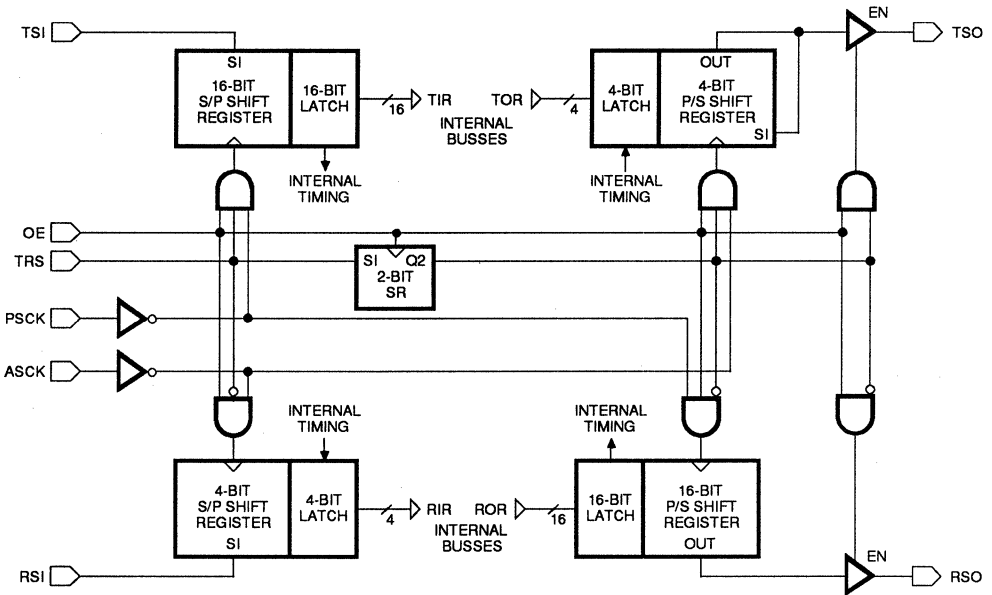 TSI
SI
16-BIT
S/P SHIFT
REGISTER
16-BIT
LATCH
16
TIR
INTERNAL
TIMING
TOR
4
INTERNAL
BUSSES
4-BIT
LATCH
OUT
4-BIT
P/S SHIFT
REGISTER
SI
INTERNAL
TIMING
EN
TSO
OE
TRS
SI Q2
2-BIT
SR
PSCK
ASCK
INTERNAL
TIMING
4-BIT
S/P SHIFT
REGISTER
SI
4-BIT
LATCH
4
RIR
ROR
16
INTERNAL
BUSSES
INTERNAL
TIMING
16-BIT
LATCH
16-BIT
P/S SHIFT
REGISTER
OUT
RSI
EN
RSO